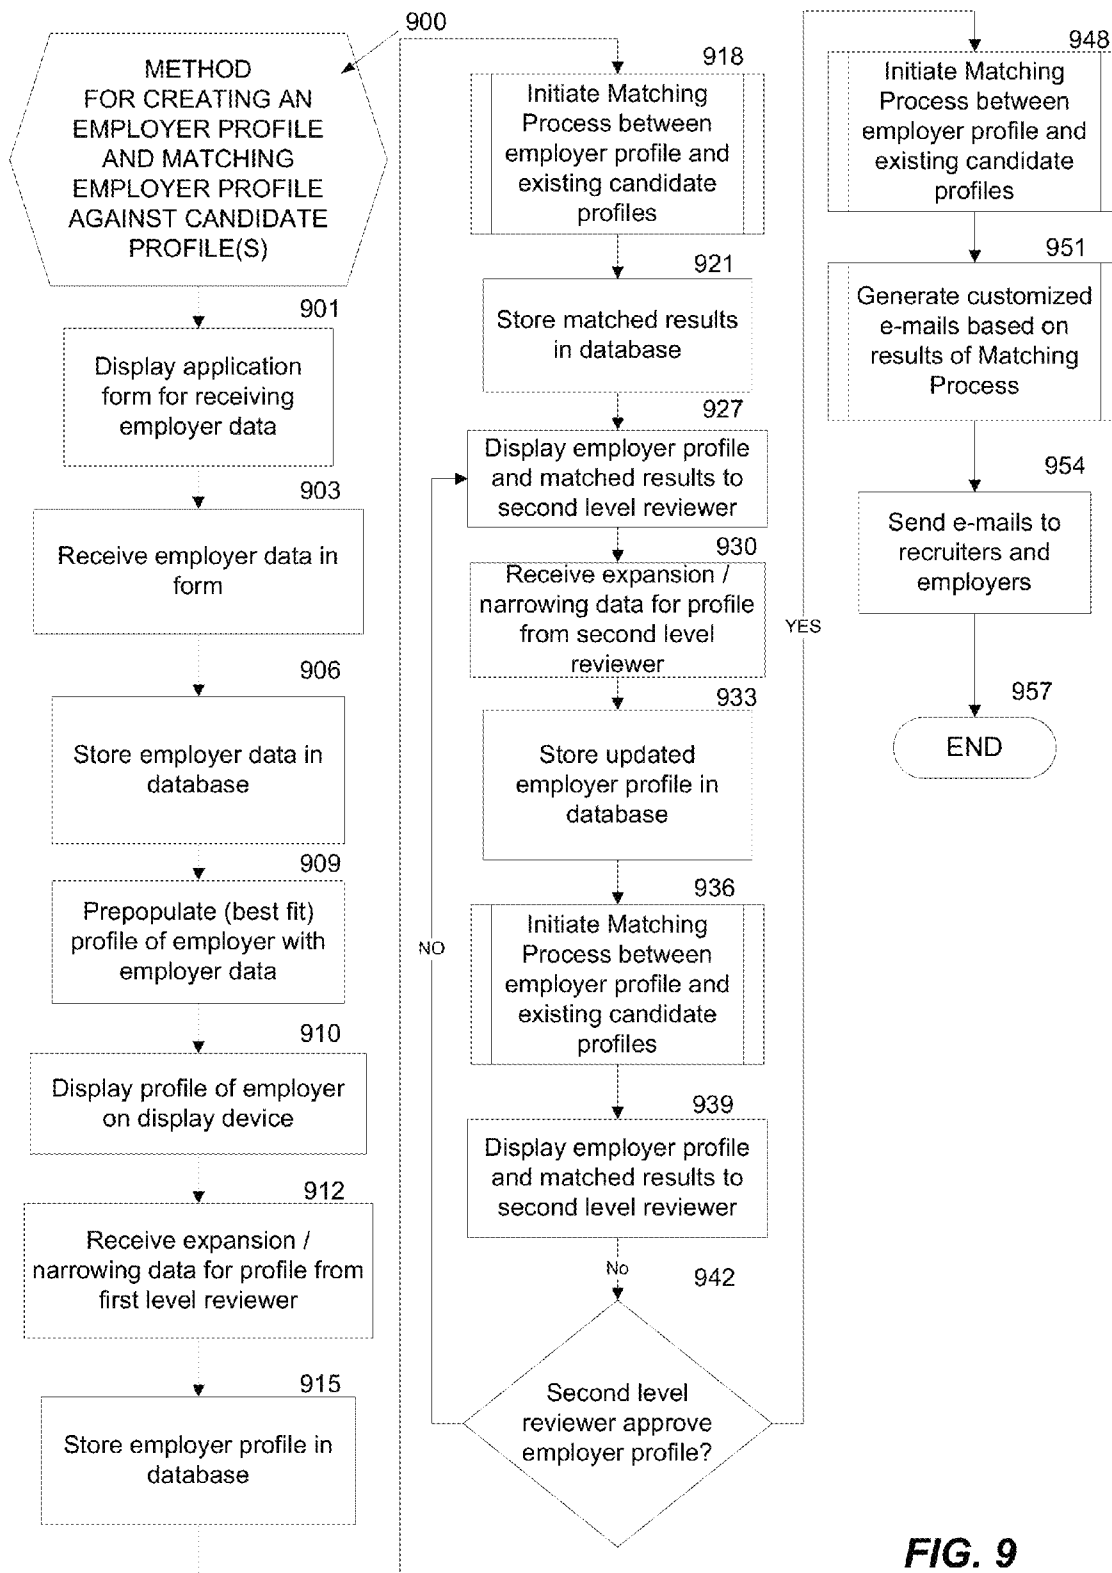 900
METHOD
FOR CREATING AN
EMPLOYER PROFILE
AND MATCHING
EMPLOYER PROFILE
AGAINST CANDIDATE
PROFILE(S)
901
Display application
form for receiving
employer data
903
Receive employer data in
form
906
Store employer data in
database
909
Prepopulate (best fit)
profile of employer with
employer data
910
Display profile of employer
on display device
912
Receive expansion /
narrowing data for profile from
first level reviewer
915
Store employer profile in
database
918
Initiate Matching
Process between
employer profile and
existing candidate
profiles
921
Store matched results
in database
927
Display employer profile
and matched results to
second level reviewer
930
Receive expansion /
narrowing data for profile
from second level
reviewer
933
Store updated
employer profile in
database
936
Initiate Matching
Process between
employer profile and
existing candidate
profiles
939
Display employer profile
and matched results to
second level reviewer
No
942
Second level
reviewer approve
employer profile?
NO
YES
948
Initiate Matching
Process between
employer profile and
existing candidate
profiles
951
Generate customized
e-mails based on
results of Matching
Process
954
Send e-mails to
recruiters and
employers
957
END
FIG. 9